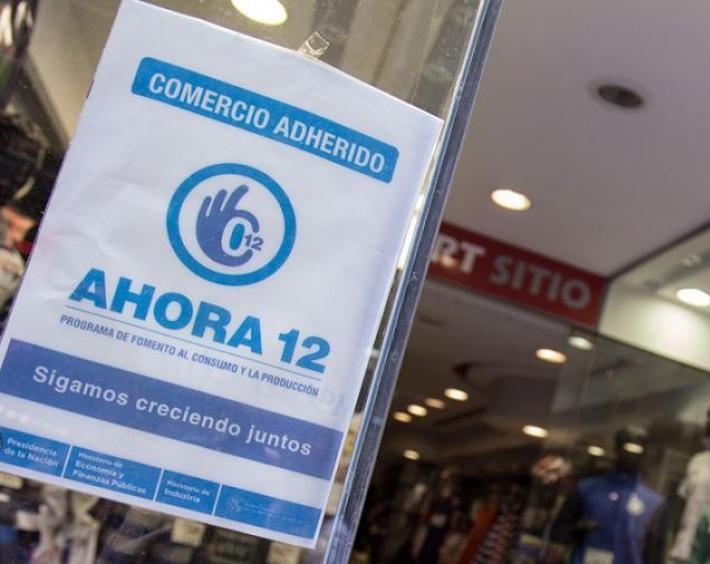 COMERCIO ADHERIDO
0 12
AHORA 12
PROGRAMA DE FOMENTO AL CONSUMO Y LA PRODUCCIÓN
Sigamos creciendo juntos
Presidencia
de la Nación
Ministerio de
Economía y
Finanzas Públicas
Ministerio de
Industria
RT SITIO